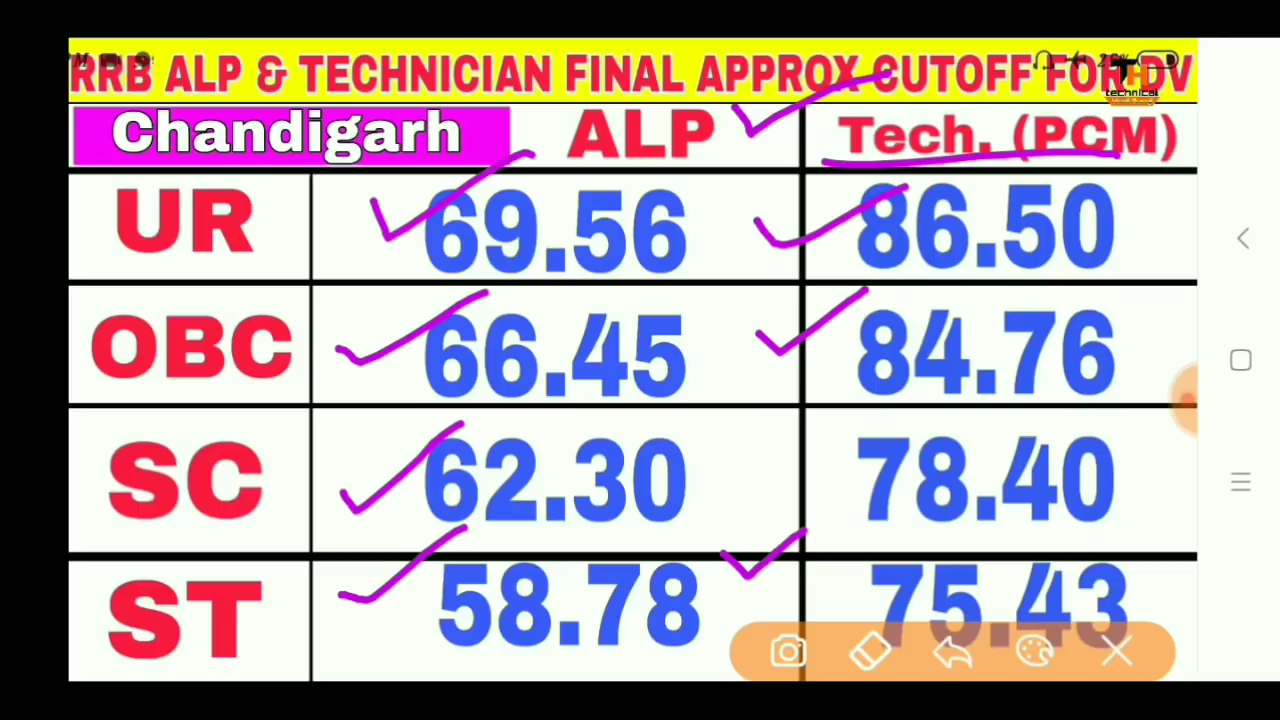 RRB ALP & TECHNICIAN FINAL APPROX CUTOFF FOR DV
technical
Chandigarh ALP Tech. (PCM)
UR 69.56 86.50
OBC 66.45 84.76
SC 62.30 78.40
ST 58.78 75.43